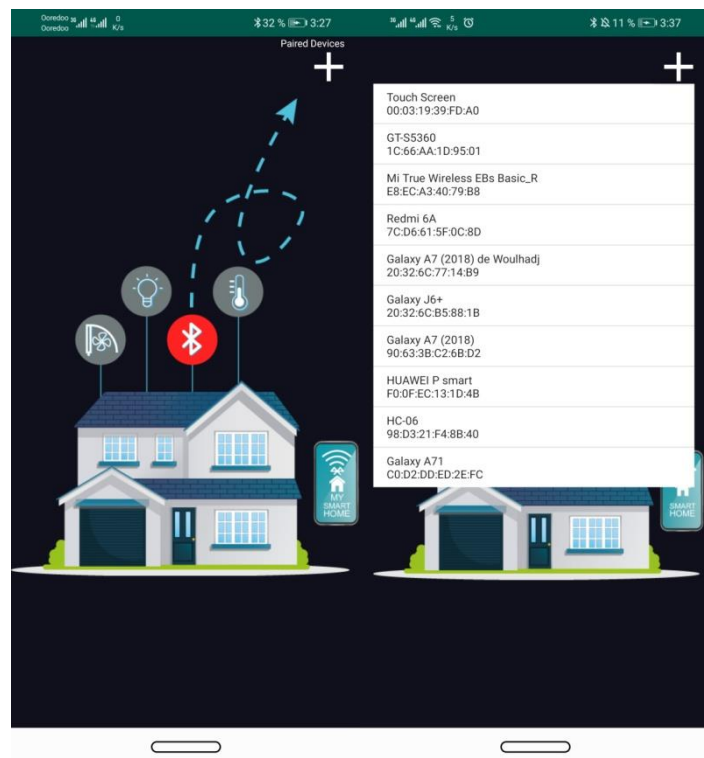 Ooredoo 3G 4G 0
Ooredoo K/s
32 % 3:27
Paired Devices
MY
SMART
HOME
3G 4G 5
K/s
11 % 3:37
Touch Screen
00:03:19:39:FD:A0
GT-S5360
1C:66:AA:1D:95:01
Mi True Wireless EBs Basic_R
E8:EC:A3:40:79:B8
Redmi 6A
7C:D6:61:5F:0C:8D
Galaxy A7 (2018) de Woulhadj
20:32:6C:77:14:B9
Galaxy J6+
20:32:6C:B5:88:1B
Galaxy A7 (2018)
90:63:3B:C2:6B:D2
HUAWEI P smart
F0:0F:EC:13:1D:4B
HC-06
98:D3:21:F4:8B:40
Galaxy A71
C0:D2:DD:ED:2E:FC
SMART
HOME